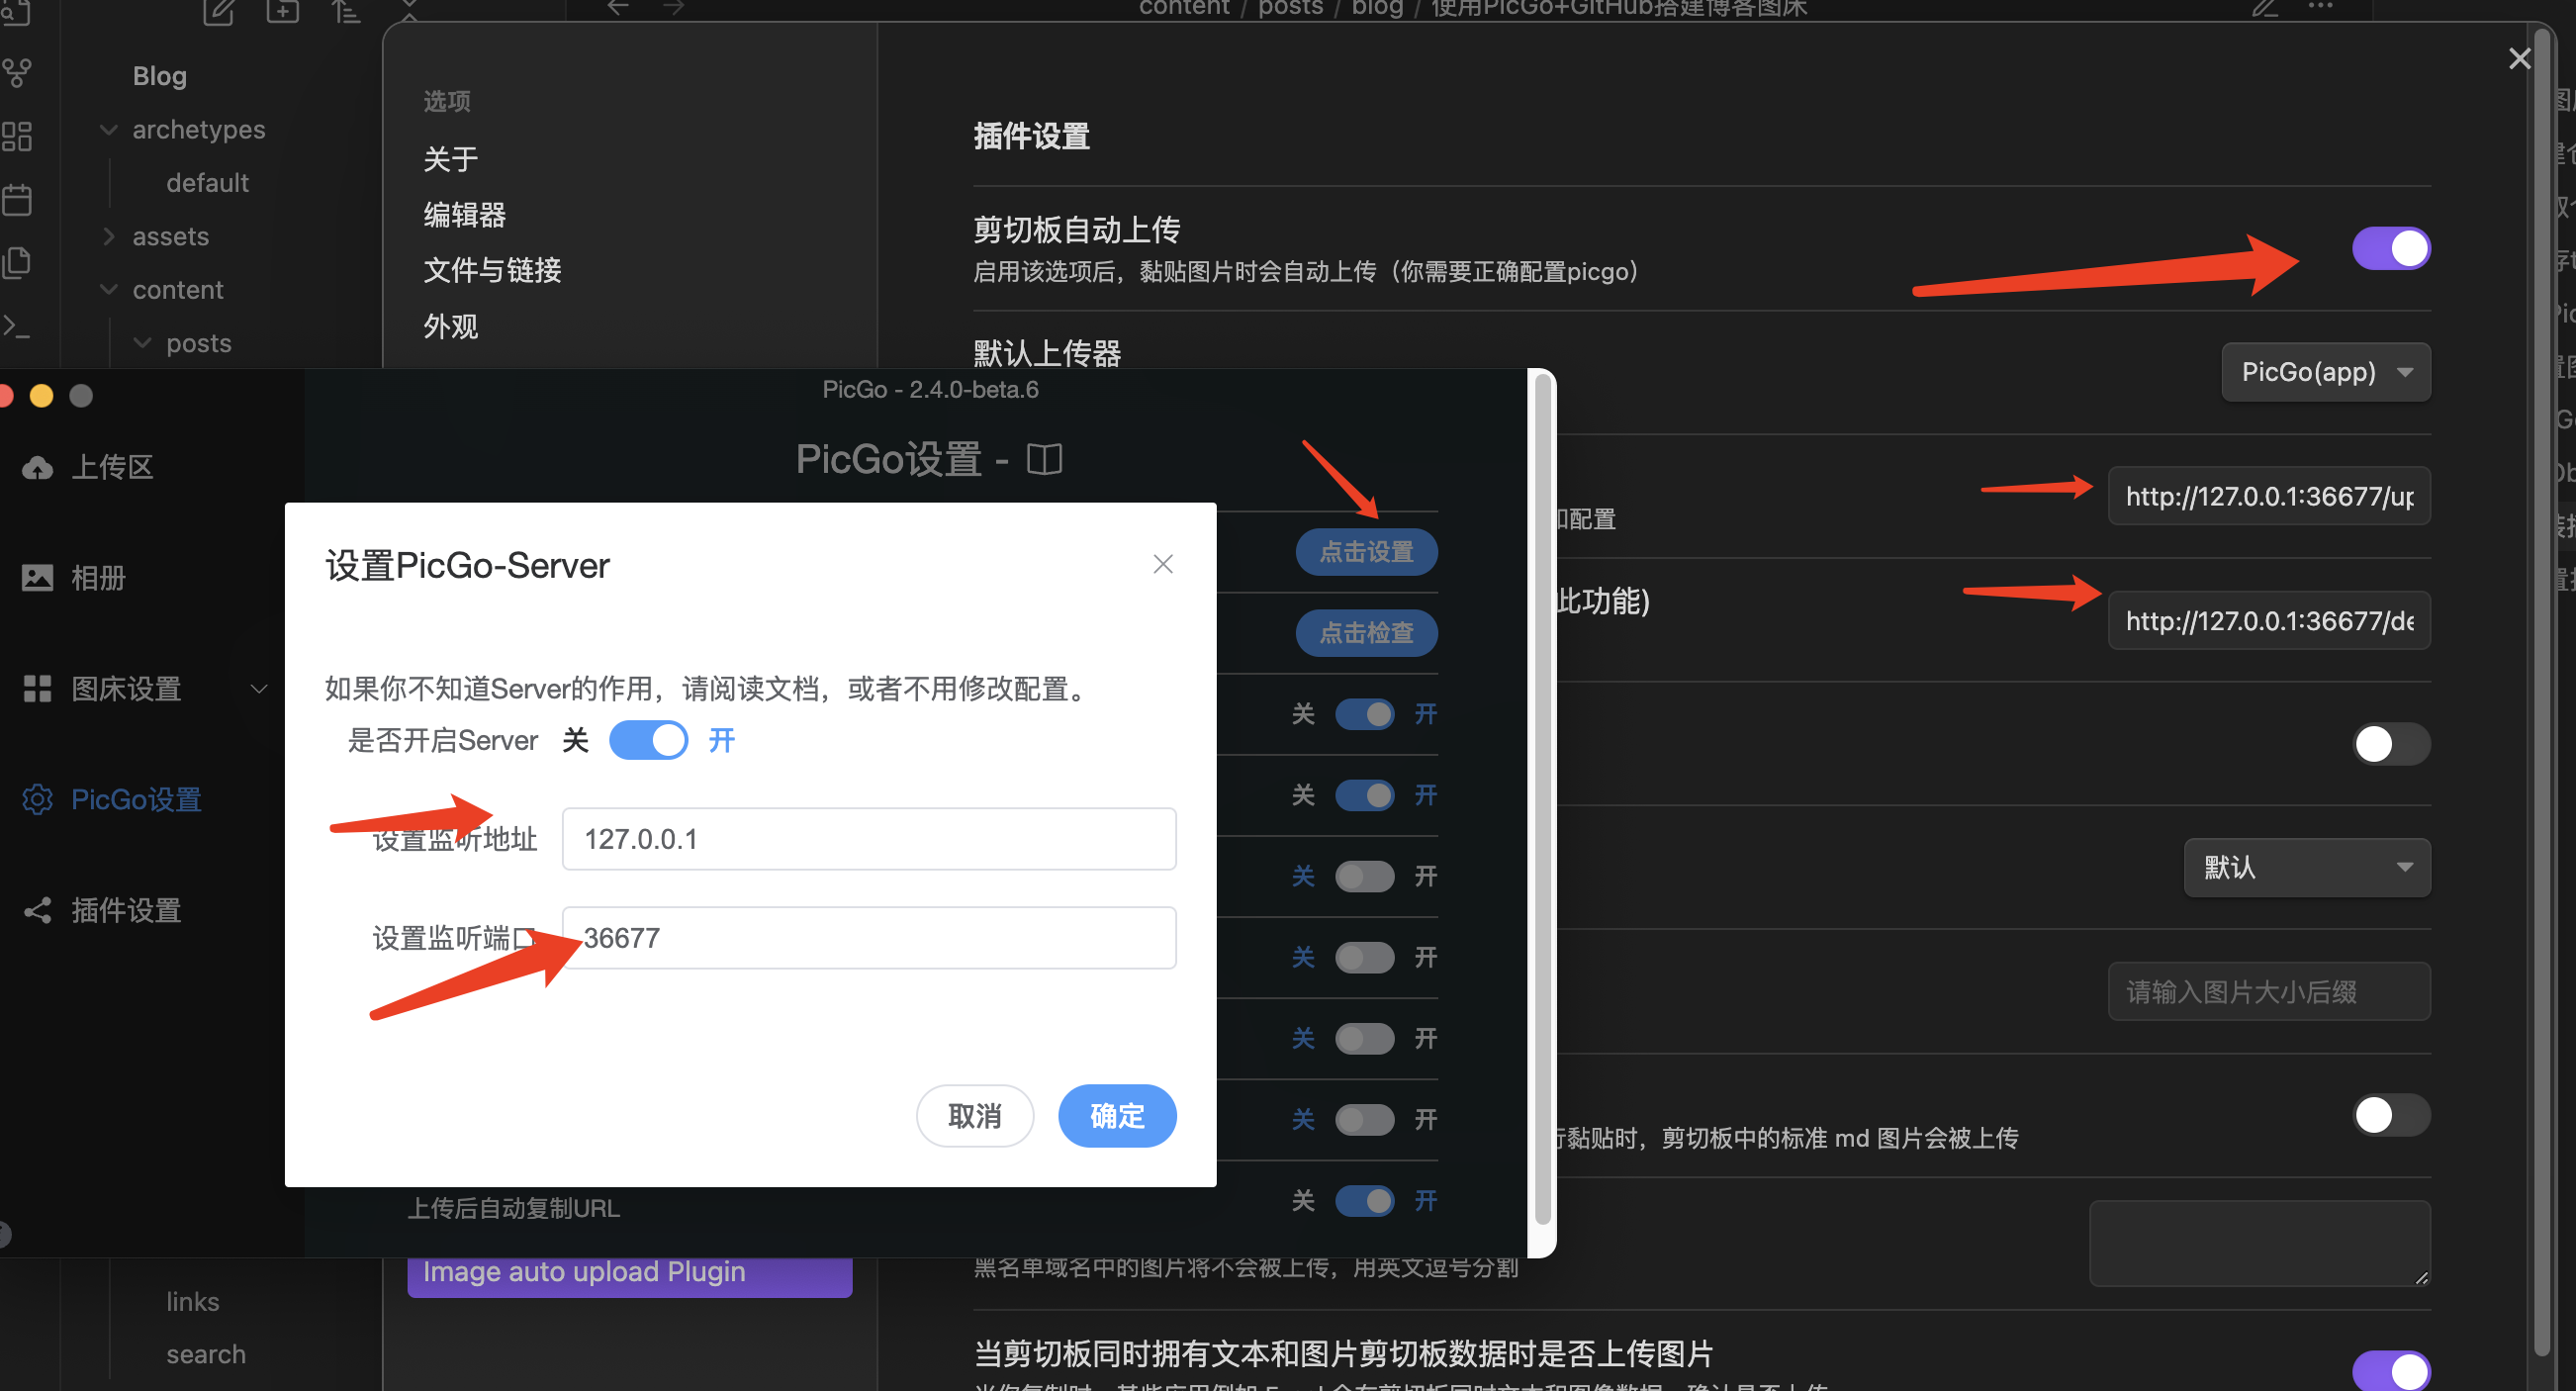 content / posts / blog / 使用PicGo+GitHub搭建博客图床
Blog
archetypes
default
assets
content
posts
选项
关于
编辑器
文件与链接
外观
插件设置
剪切板自动上传
启用该选项后，黏贴图片时会自动上传（你需要正确配置picgo）
默认上传器
PicGo(app)
PicGo - 2.4.0-beta.6
上传区
PicGo设置 -
http://127.0.0.1:36677/up
配置
点击设置
设置PicGo-Server
相册
此功能)
http://127.0.0.1:36677/de
点击检查
如果你不知道Server的作用，请阅读文档，或者不用修改配置。
图床设置
关 开
是否开启Server 关 开
PicGo设置
关 开
设置监听地址 127.0.0.1
默认
关 开
插件设置
设置监听端口 36677
关 开
请输入图片大小后缀
关 开
取消
确定
关 开
行黏贴时，剪切板中的标准 md 图片会被上传
上传后自动复制URL
关 开
Image auto upload Plugin
黑名单域名中的图片将不会被上传，用英文逗号分割
links
search
当剪切板同时拥有文本和图片剪切板数据时是否上传图片